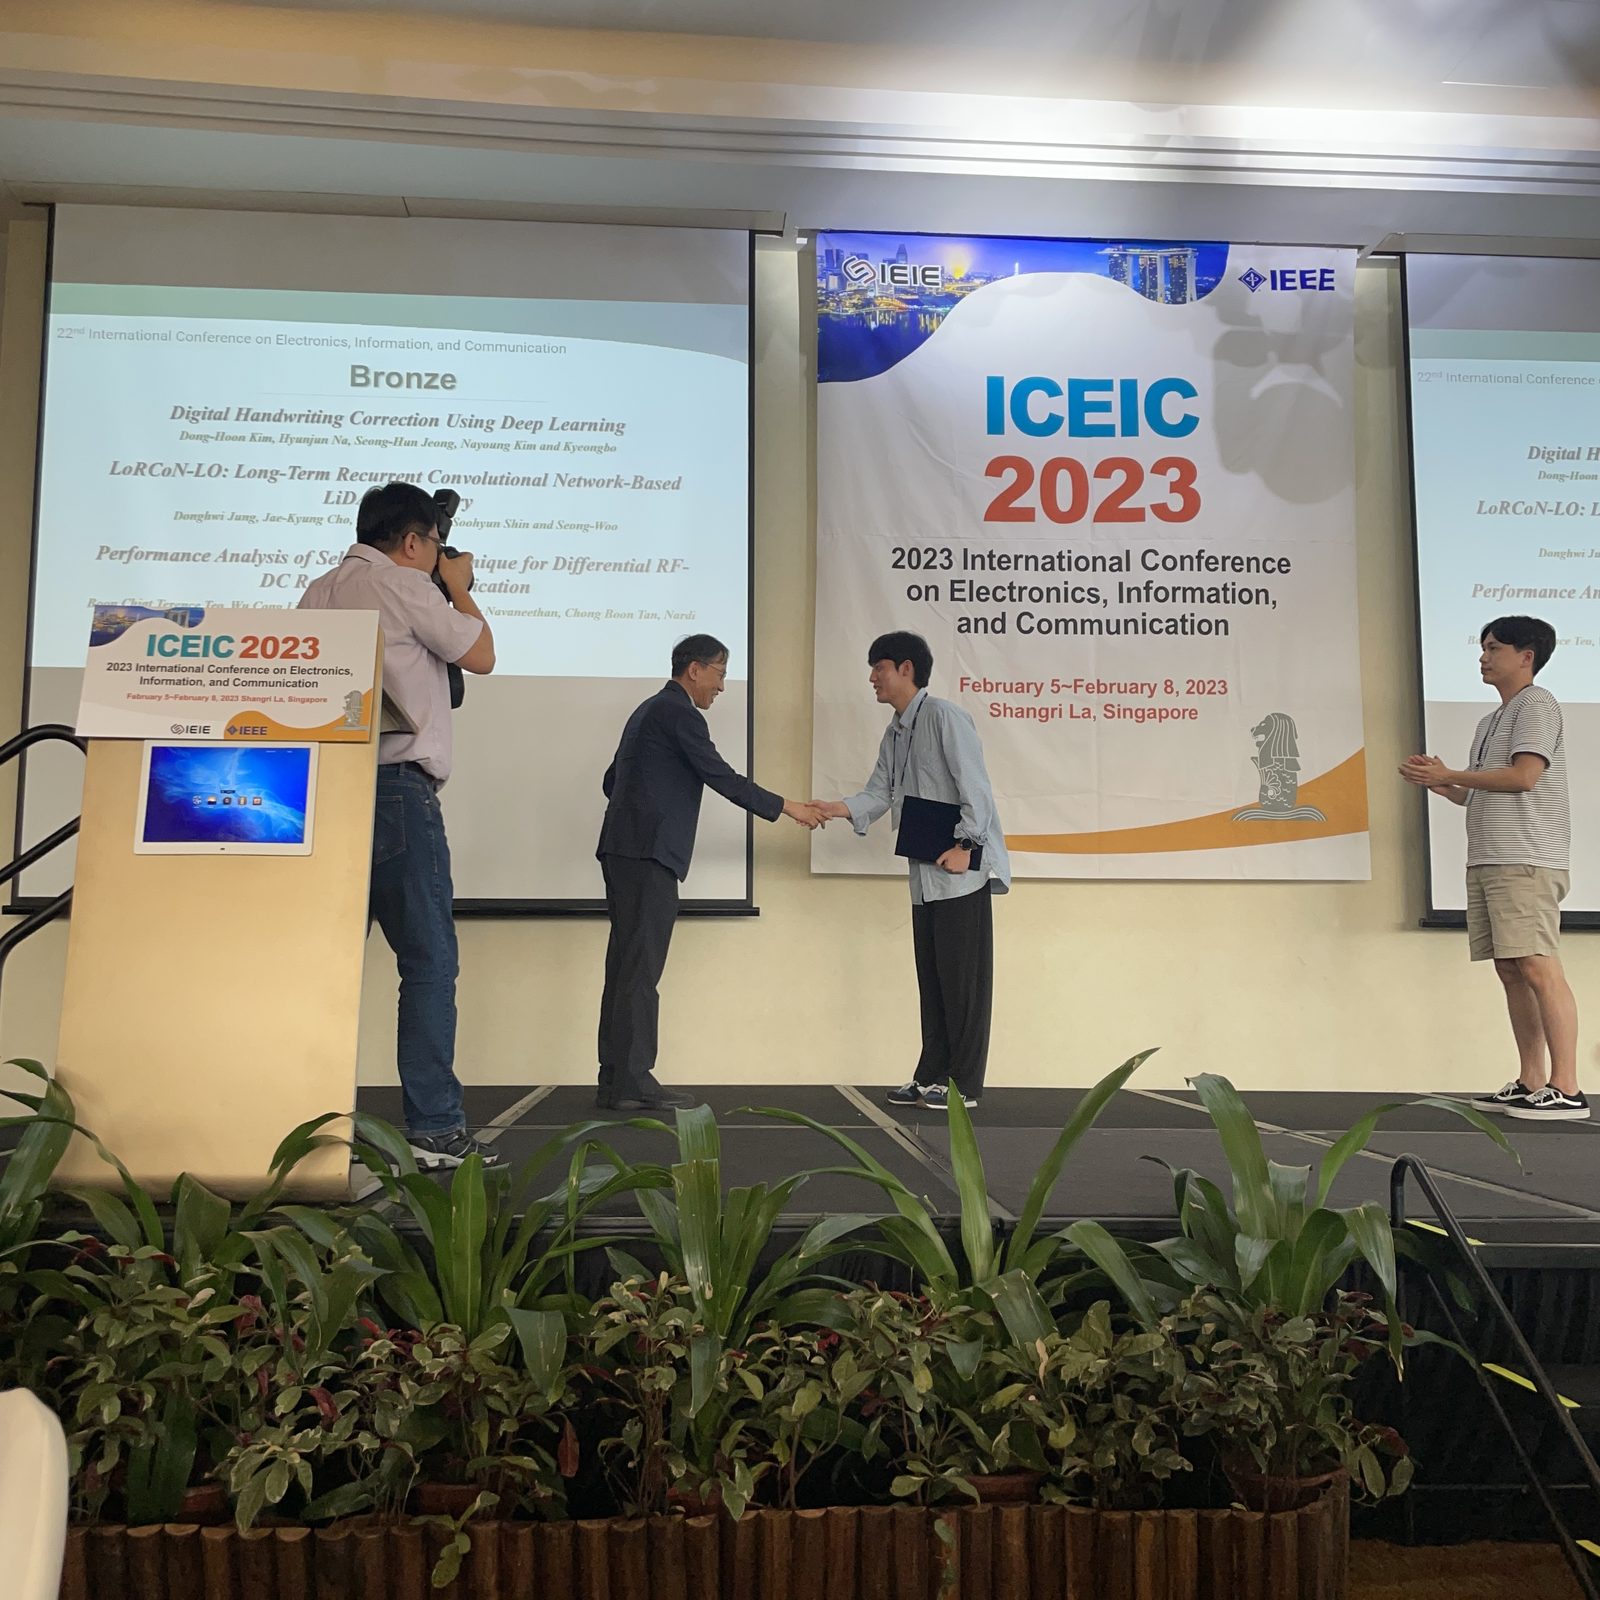 22nd International Conference on Electronics, Information, and Communication
Bronze
Digital Handwriting Correction Using Deep Learning
Dong-Hoon Kim, Hyunjun Na, Seong-Hun Jeong, Nayoung Kim and Kyeongbo
LoRCoN-LO: Long-Term Recurrent Convolutional Network-Based
Donghwi Jung, Jae-Kyung Cho, Soohyun Shin and Seong-Woo
Performance Analysis of for Differential RF-
DC
Navaneethan, Chong Boon Tan, Nardi
ICEIC 2023
2023 International Conference on Electronics,
Information, and Communication
February 5~February 8, 2023 Shangri La, Singapore
IEIE IEEE
IEIE
IEEE
ICEIC
2023
2023 International Conference
on Electronics, Information,
and Communication
February 5~February 8, 2023
Shangri La, Singapore
22nd International Conference
Digital
Dong-Hoon
LoRCoN-LO:
Donghwi
Performance